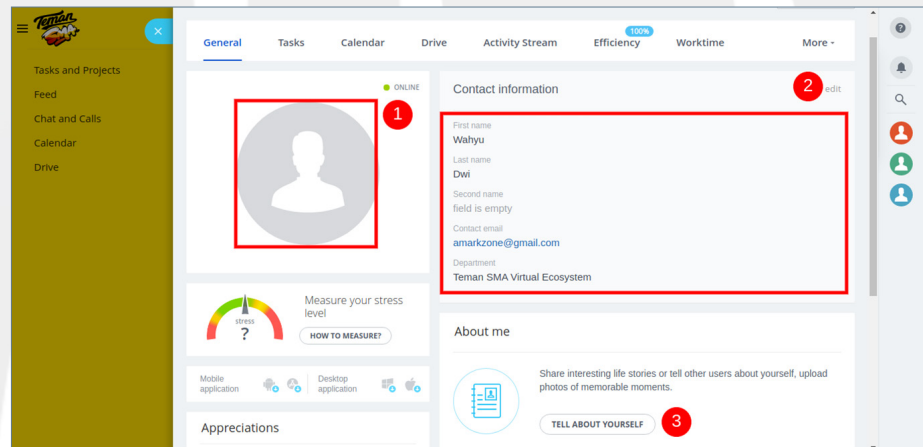 Teman
Tasks and Projects
Feed
Chat and Calls
Calendar
Drive
General
Tasks
Calendar
Drive
Activity Stream
100%
Efficiency
Worktime
More
ONLINE
1
Contact information
2
edit
First name
Wahyu
Last name
Dwi
Second name
field is empty
Contact email
amarkzone@gmail.com
Department
Teman SMA Virtual Ecosystem
stress
?
Measure your stress
level
HOW TO MEASURE?
Mobile
application
Desktop
application
Appreciations
About me
Share interesting life stories or tell other users about yourself, upload
photos of memorable moments.
TELL ABOUT YOURSELF
3
?